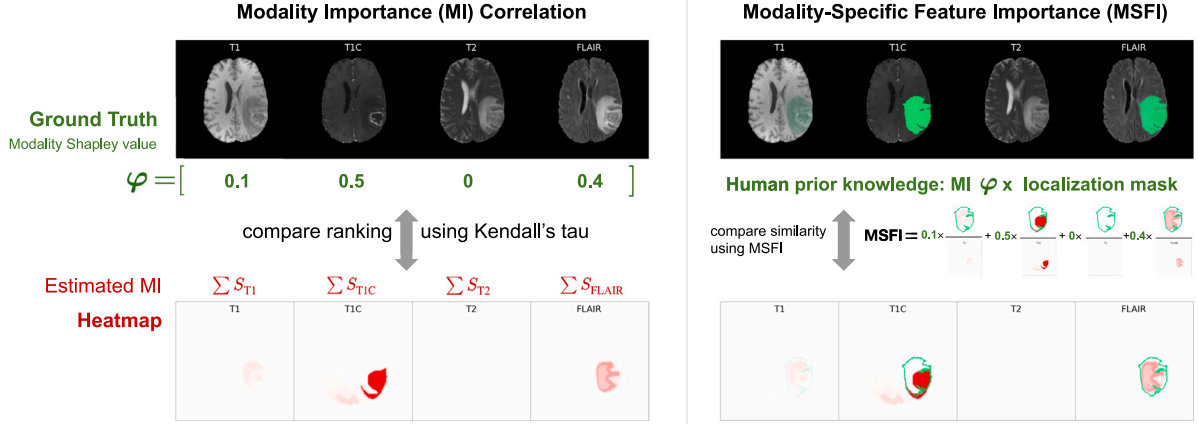 Modality Importance (MI) Correlation
T1 T1C T2 FLAIR
Ground Truth
Modality Shapley value
φ = [ 0.1 0.5 0 0.4 ]
compare ranking using Kendall's tau
Estimated MI ∑ S_T1 ∑ S_T1C ∑ S_T2 ∑ S_FLAIR
Heatmap
T1 T1C T2 FLAIR
Modality-Specific Feature Importance (MSFI)
T1 T1C T2 FLAIR
Human prior knowledge: MI φ x localization mask
compare similarity
using MSFI
MSFI = 0.1× + 0.5× + 0× +0.4×
T1 T1C T2 FLAIR